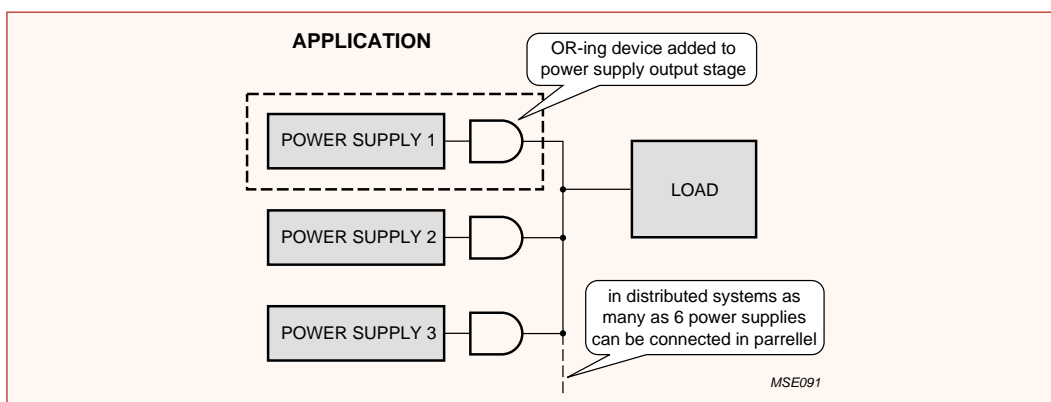 APPLICATION
OR-ing device added to
power supply output stage
POWER SUPPLY 1
LOAD
POWER SUPPLY 2
in distributed systems as
many as 6 power supplies
can be connected in parrellel
POWER SUPPLY 3
MSE091